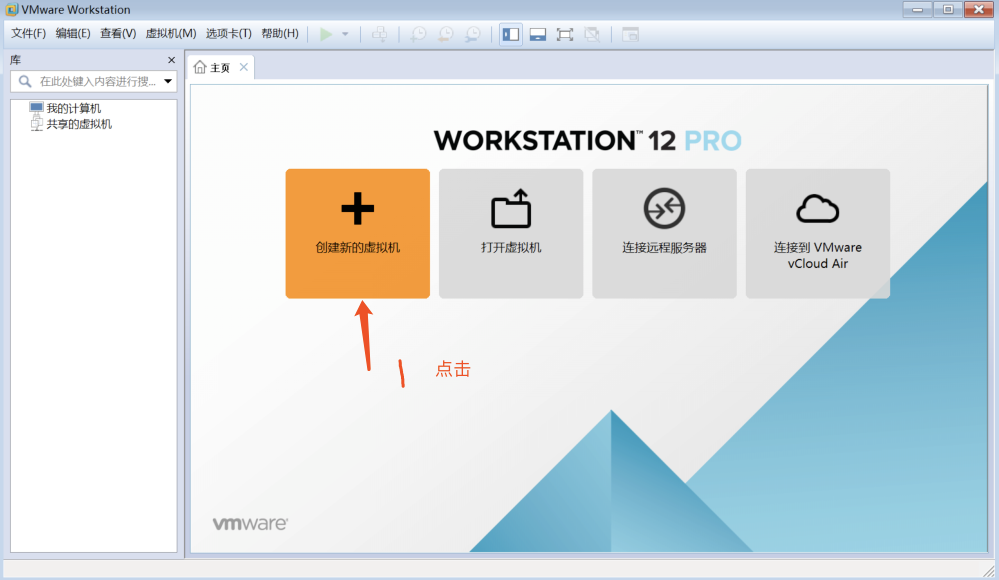 VMware Workstation
文件(F) 编辑(E) 查看(V) 虚拟机(M) 选项卡(T) 帮助(H)
库
在此处键入内容进行搜...
我的计算机
共享的虚拟机
主页
WORKSTATION™ 12 PRO
创建新的虚拟机
打开虚拟机
连接远程服务器
连接到 VMware
vCloud Air
1 点击
vmware®